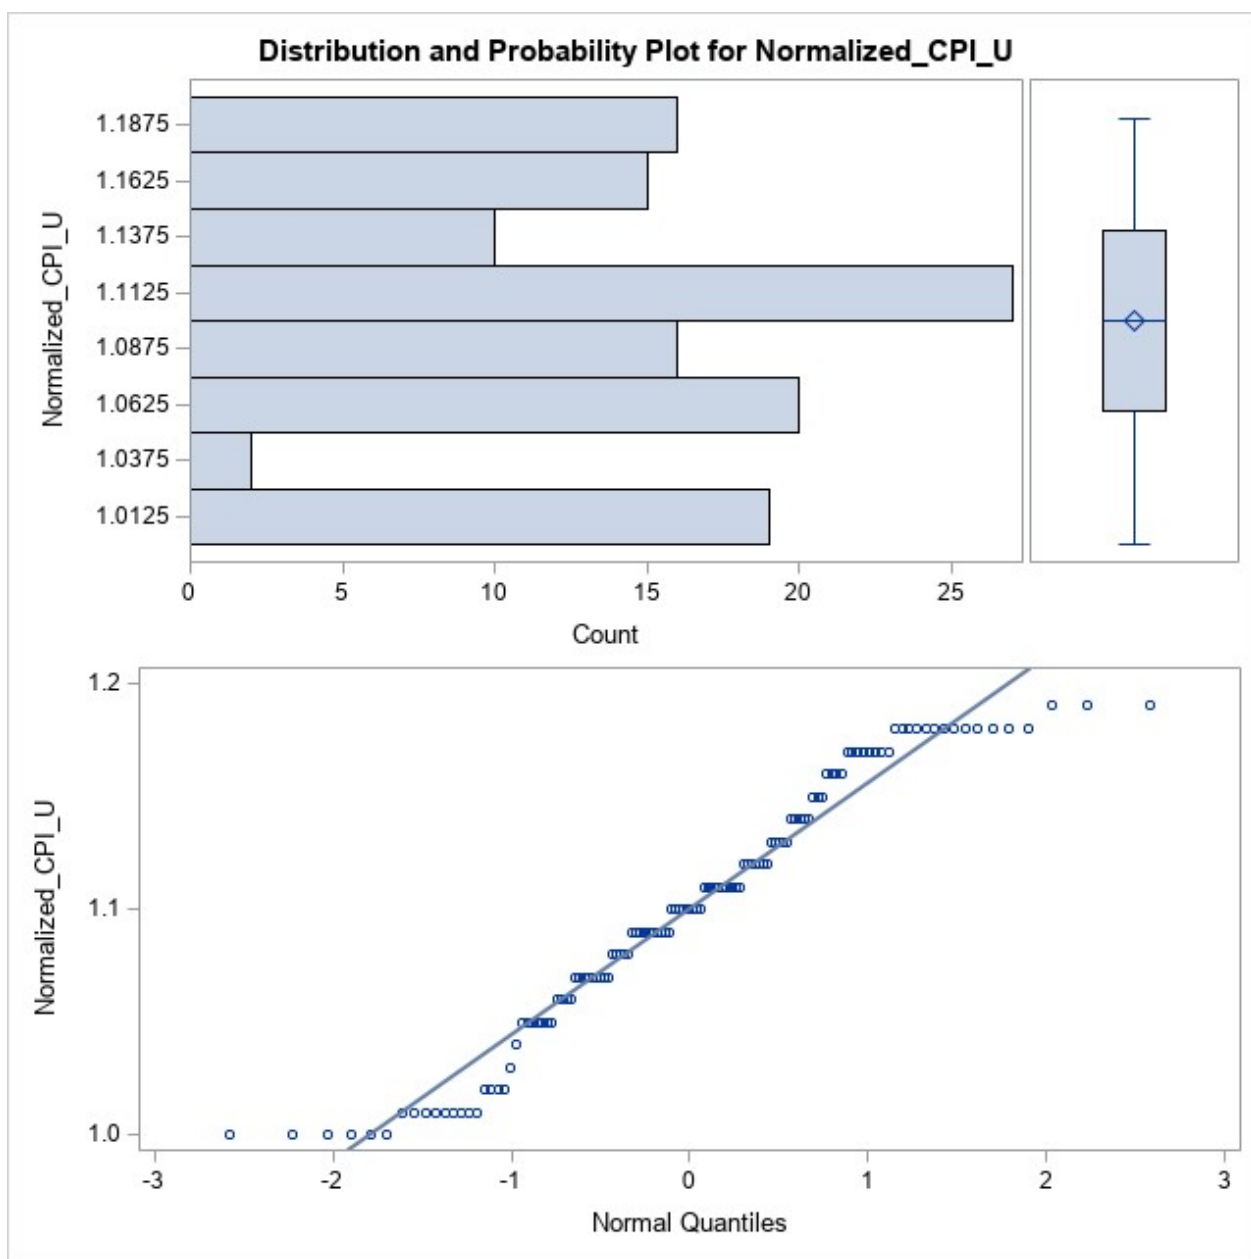 Distribution and Probability Plot for Normalized_CPI_U
Normalized_CPI_U
1.1875
1.1625
1.1375
1.1125
1.0875
1.0625
1.0375
1.0125
0 5 10 15 20 25
Count
Normalized_CPI_U
1.2
1.1
1.0
-3 -2 -1 0 1 2 3
Normal Quantiles